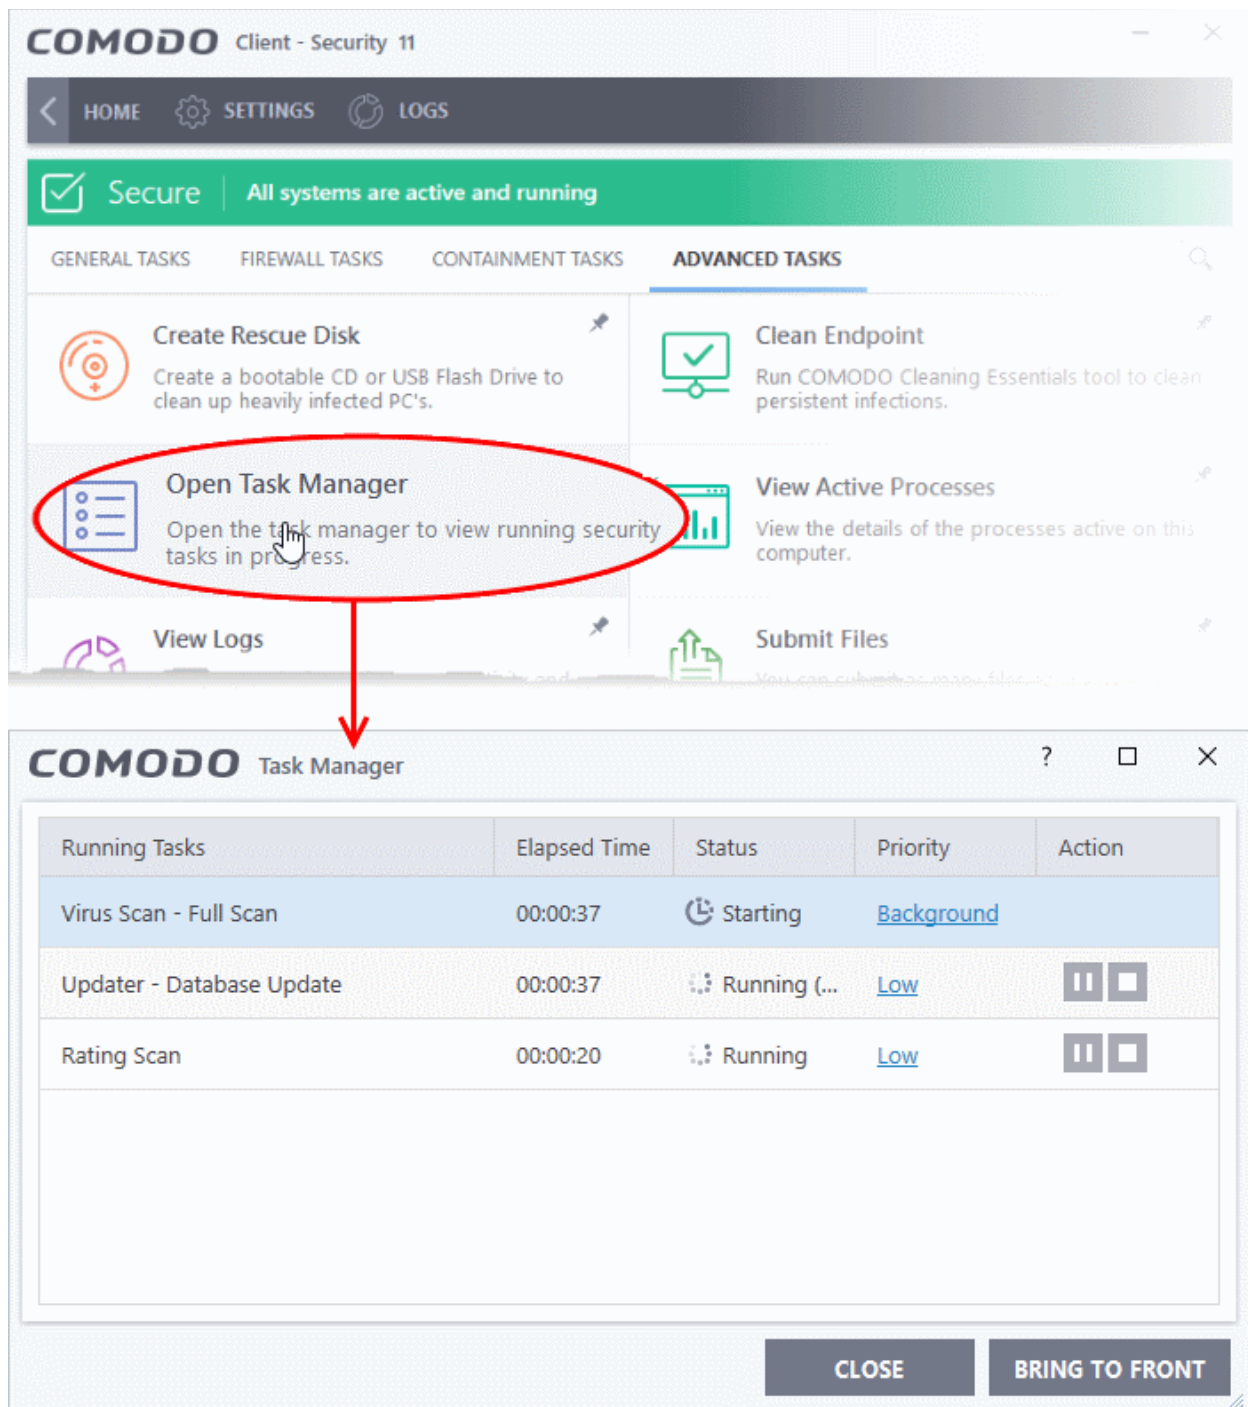 COMODO Client - Security 11
HOME SETTINGS LOGS
Secure All systems are active and running
GENERAL TASKS FIREWALL TASKS CONTAINMENT TASKS ADVANCED TASKS
Create Rescue Disk
Create a bootable CD or USB Flash Drive to
clean up heavily infected PC's.
Clean Endpoint
Run COMODO Cleaning Essentials tool to clean
persistent infections.
Open Task Manager
Open the task manager to view running security
tasks in progress.
View Active Processes
View the details of the processes active on this
computer.
View Logs
Submit Files
You can submit as many files
COMODO Task Manager ?
Running Tasks Elapsed Time Status Priority Action
Virus Scan - Full Scan 00:00:37 Starting Background
Updater - Database Update 00:00:37 Running (... Low
Rating Scan 00:00:20 Running Low
CLOSE BRING TO FRONT